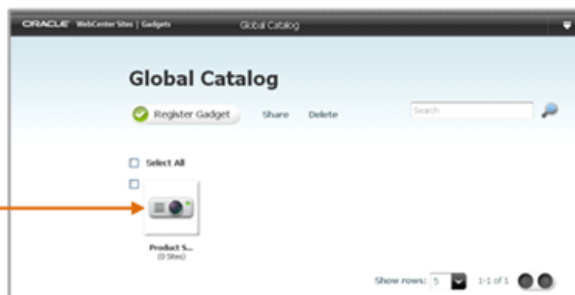 ORACLE WebCenter Sites | Gadgets Global Catalog
Global Catalog
Register Gadget Share Delete Search
Select All
Product S...
(0 Sites)
Show rows: 5 1-1 of 1